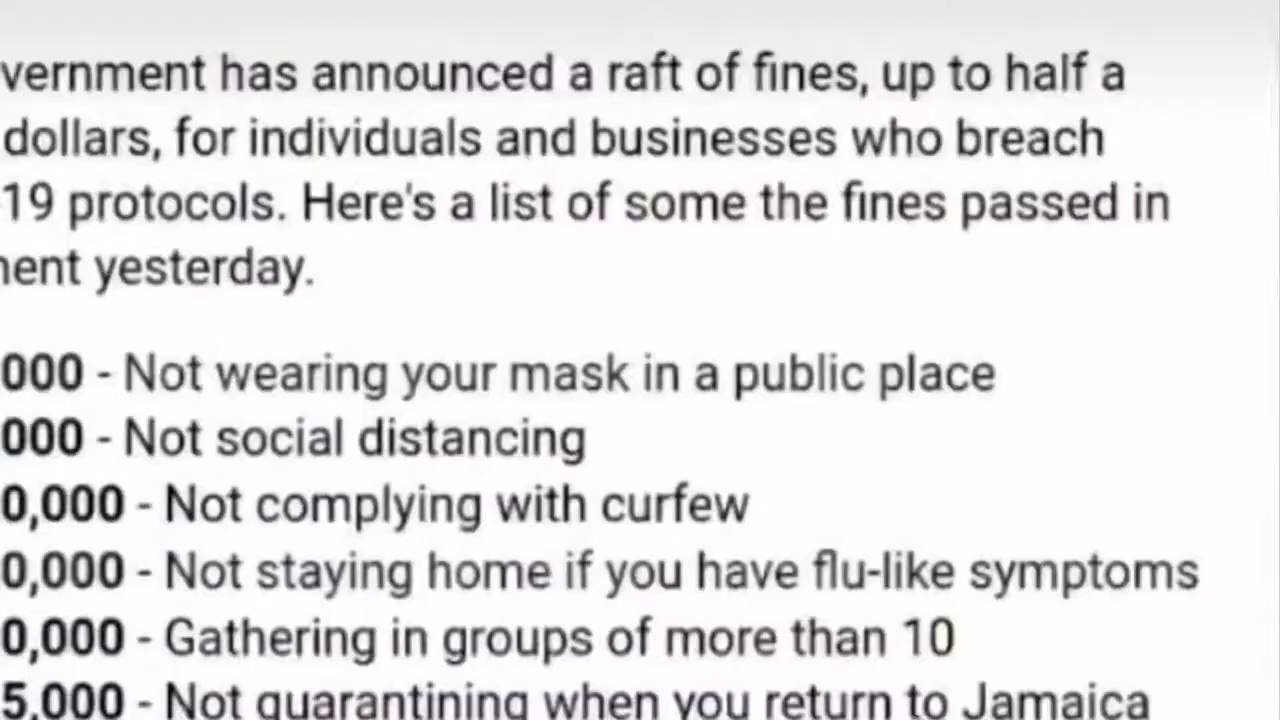 vernment has announced a raft of fines, up to half a
dollars, for individuals and businesses who breach
19 protocols. Here's a list of some the fines passed in
ent yesterday.
000 - Not wearing your mask in a public place
000 - Not social distancing
0,000 - Not complying with curfew
0,000 - Not staying home if you have flu-like symptoms
0,000 - Gathering in groups of more than 10
5,000 - Not quarantining when you return to Jamaica